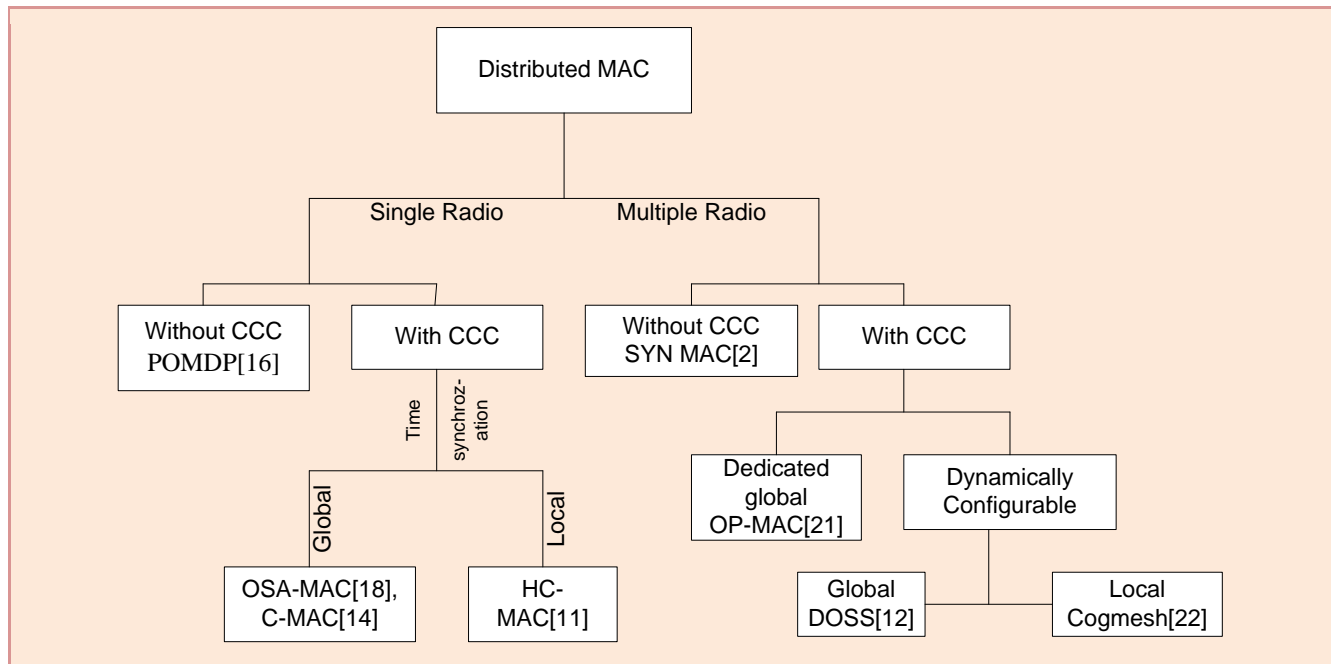 Distributed MAC
Single Radio
Multiple Radio
Without CCC
POMDP[16]
With CCC
Without CCC
SYN MAC[2]
With CCC
Time
synchroz-
ation
Dedicated
global
OP-MAC[21]
Dynamically
Configurable
Global
Local
OSA-MAC[18],
C-MAC[14]
HC-
MAC[11]
Global
DOSS[12]
Local
Cogmesh[22]